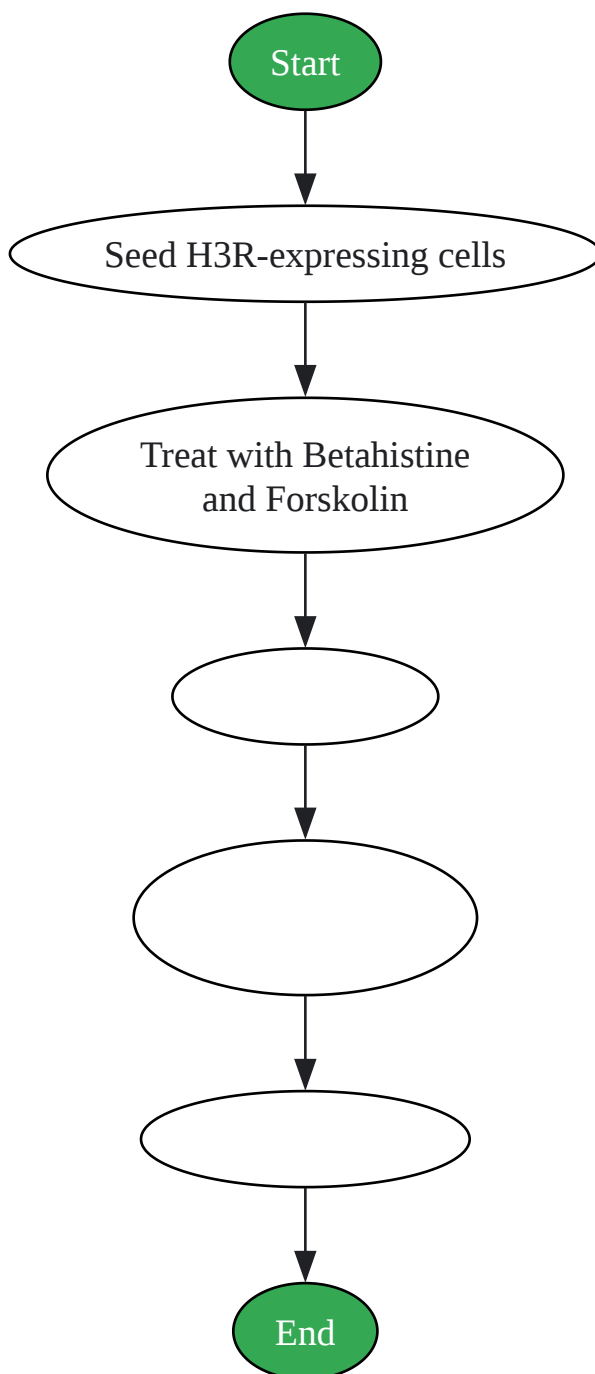 Start
Seed H3R-expressing cells
Treat with Betahistine
and Forskolin
End